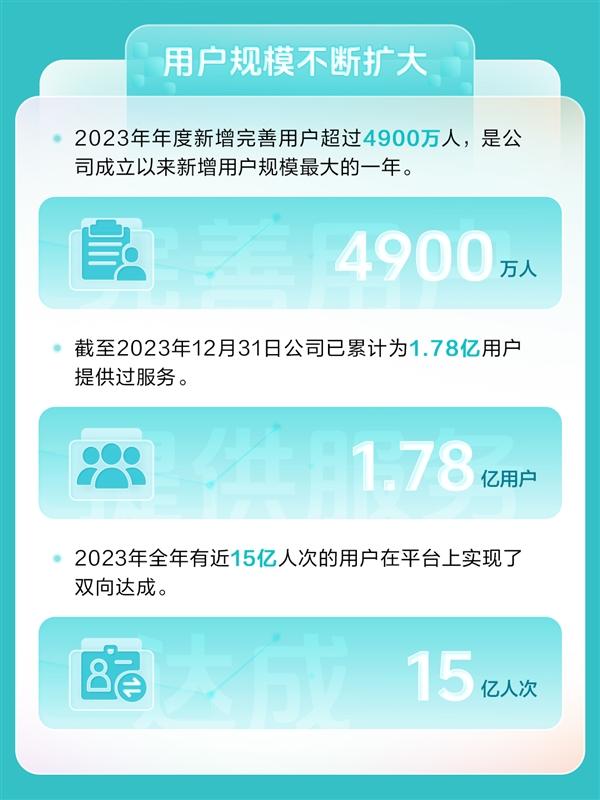 用户规模不断扩大
2023年年度新增完善用户超过4900万人，是公
司成立以来新增用户规模最大的一年。
完善用户
4900万人
截至2023年12月31日公司已累计为1.78亿用户
提供过服务。
提供服务
1.78亿用户
2023年全年有近15亿人次的用户在平台上实现了
双向达成。
达成
15亿人次